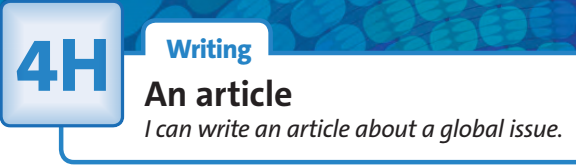 4H
Writing
An article
I can write an article about a global issue.